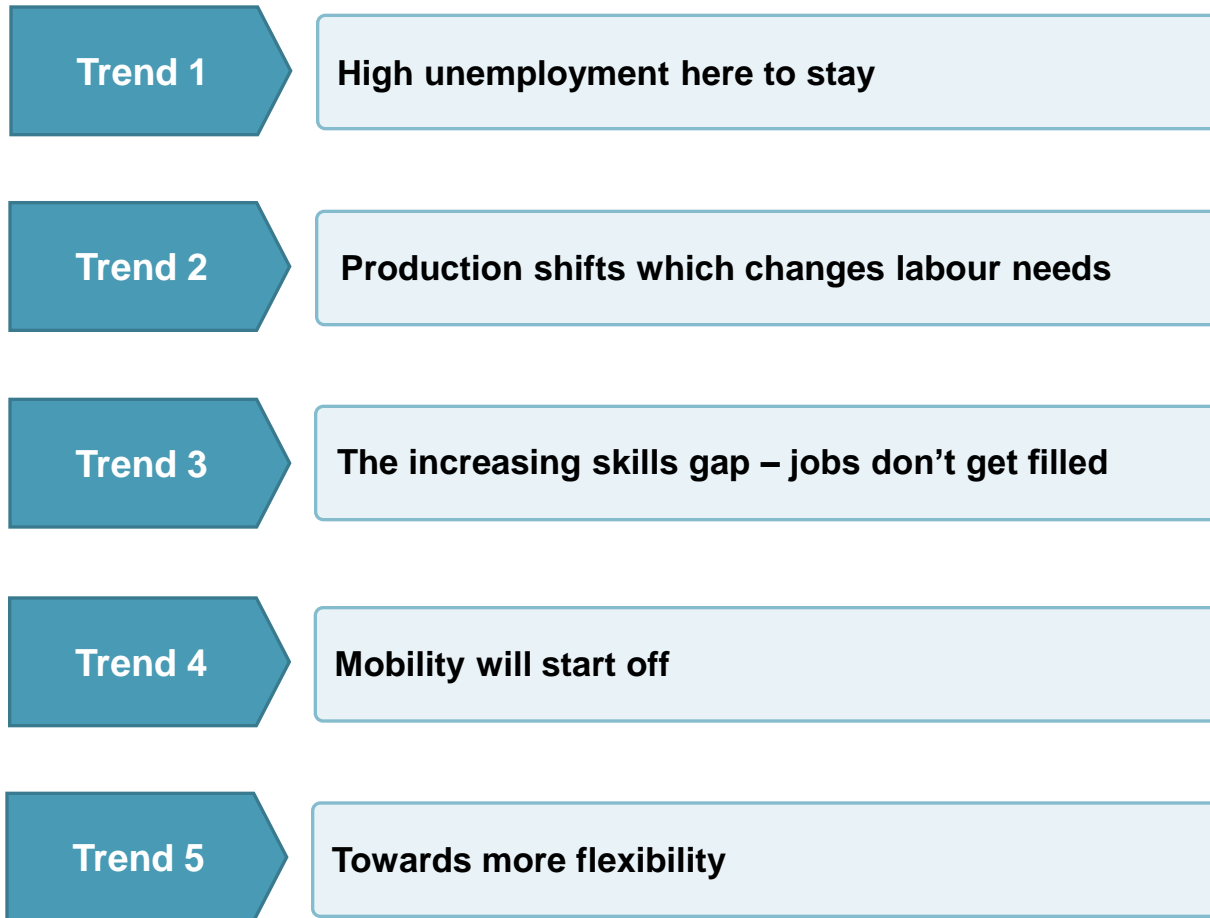 Trend 1
High unemployment here to stay
Trend 2
Production shifts which changes labour needs
Trend 3
The increasing skills gap – jobs don’t get filled
Trend 4
Mobility will start off
Trend 5
Towards more flexibility